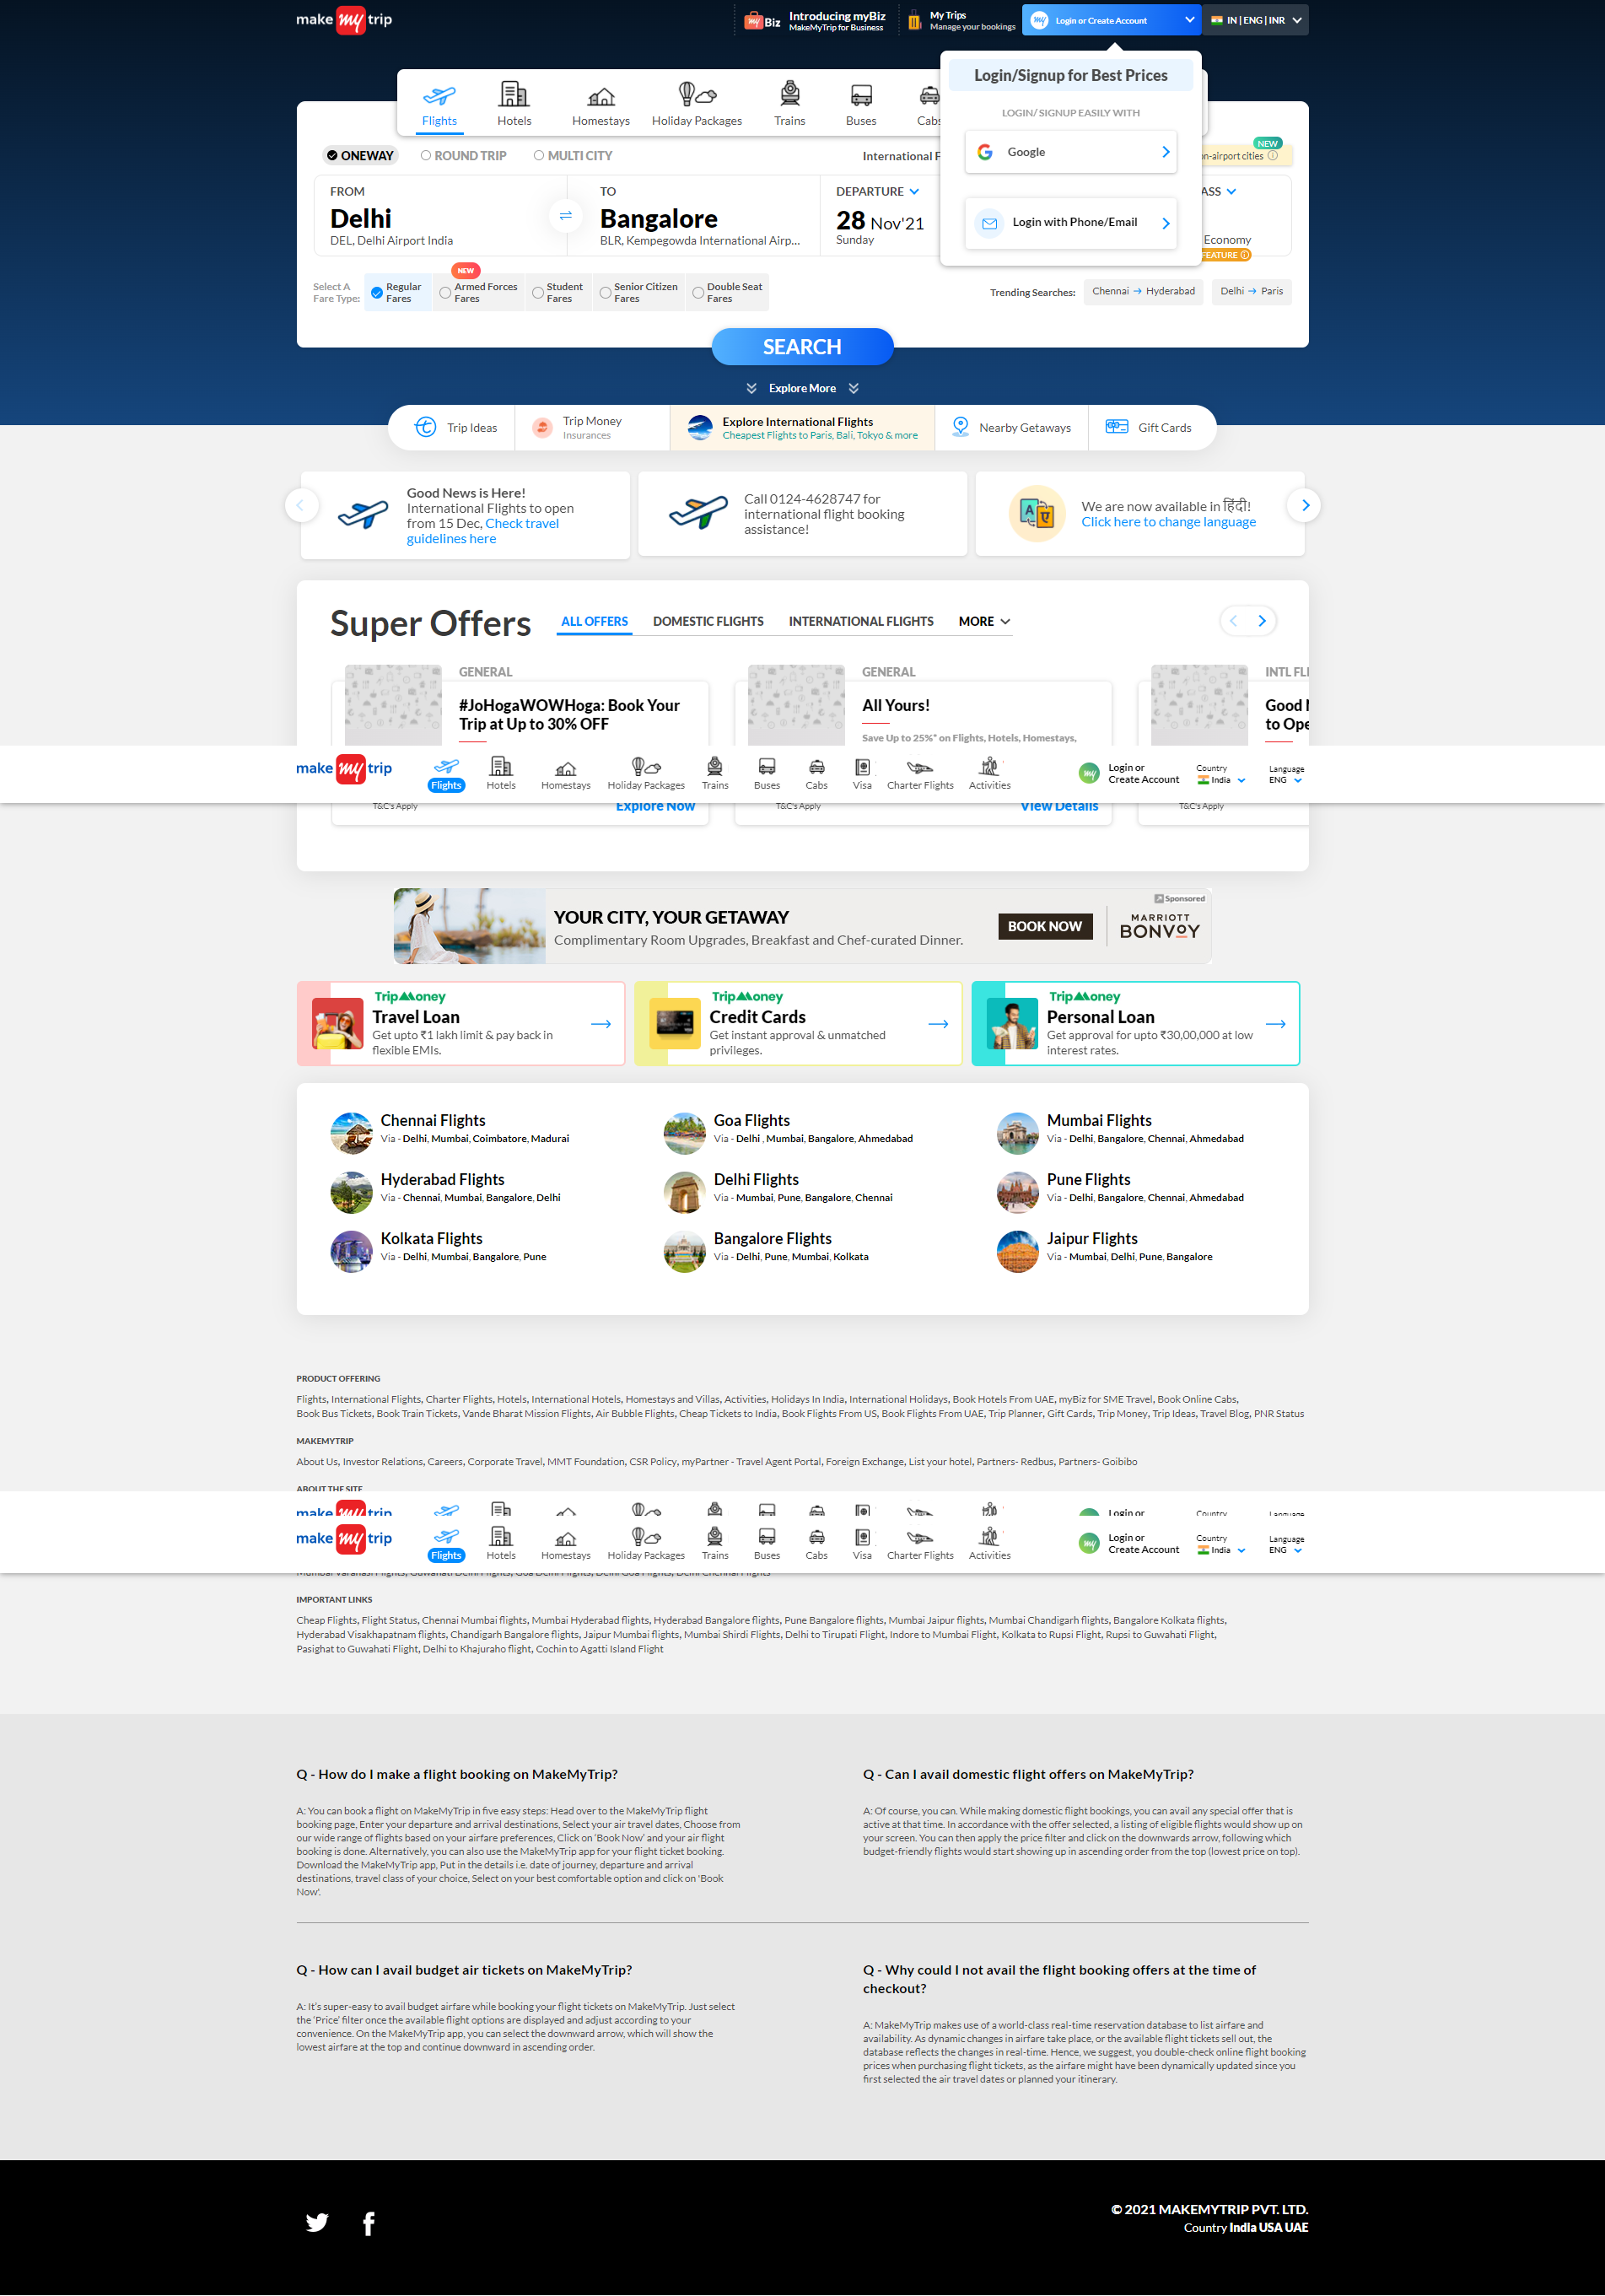 make my trip
my Biz
Introducing myBiz
MakeMyTrip for Business
My Trips
Manage your bookings
my
Login or Create Account
IN | ENG | INR
Login/Signup for Best Prices
LOGIN/ SIGNUP EASILY WITH
Google
Login with Phone/Email
Flights
Hotels
Homestays
Holiday Packages
Trains
Buses
Cabs
ONEWAY
ROUND TRIP
MULTI CITY
International F
NEW
n-airport cities
FROM
Delhi
DEL, Delhi Airport India
TO
Bangalore
BLR, Kempegowda International Airp...
DEPARTURE
28 Nov'21
Sunday
ASS
Economy
FEATURE
Select A
Fare Type:
Regular
Fares
NEW
Armed Forces
Fares
Student
Fares
Senior Citizen
Fares
Double Seat
Fares
Trending Searches:
Chennai → Hyderabad
Delhi → Paris
SEARCH
Explore More
Trip Ideas
Trip Money
Insurances
Explore International Flights
Cheapest Flights to Paris, Bali, Tokyo & more
Nearby Getaways
Gift Cards
Good News is Here!
International Flights to open
from 15 Dec, Check travel
guidelines here
Call 0124-4628747 for
international flight booking
assistance!
A
ए
We are now available in हिंदी!
Click here to change language
Super Offers
ALL OFFERS
DOMESTIC FLIGHTS
INTERNATIONAL FLIGHTS
MORE
GENERAL
#JoHogaWOWHoga: Book Your
Trip at Up to 30% OFF
GENERAL
All Yours!
Save Up to 25%* on Flights, Hotels, Homestays,
INTL FLI
Good
to Ope
make my trip
Flights
Hotels
Homestays
Holiday Packages
Trains
Buses
Cabs
Visa
Charter Flights
Activities
my
Login or
Create Account
Country
India
Language
ENG
T&C's Apply
Explore Now
T&C's Apply
View Details
T&C's Apply
YOUR CITY, YOUR GETAWAY
Complimentary Room Upgrades, Breakfast and Chef-curated Dinner.
BOOK NOW
Sponsored
MARRIOTT
BONVOY
TripMoney
Travel Loan
Get upto ₹1 lakh limit & pay back in
flexible EMIs.
TripMoney
Credit Cards
Get instant approval & unmatched
privileges.
TripMoney
Personal Loan
Get approval for upto ₹30,00,000 at low
interest rates.
Chennai Flights
Via - Delhi, Mumbai, Coimbatore, Madurai
Goa Flights
Via - Delhi , Mumbai, Bangalore, Ahmedabad
Mumbai Flights
Via - Delhi, Bangalore, Chennai, Ahmedabad
Hyderabad Flights
Via - Chennai, Mumbai, Bangalore, Delhi
Delhi Flights
Via - Mumbai, Pune, Bangalore, Chennai
Pune Flights
Via - Delhi, Bangalore, Chennai, Ahmedabad
Kolkata Flights
Via - Delhi, Mumbai, Bangalore, Pune
Bangalore Flights
Via - Delhi, Pune, Mumbai, Kolkata
Jaipur Flights
Via - Mumbai, Delhi, Pune, Bangalore
PRODUCT OFFERING
Flights, International Flights, Charter Flights, Hotels, International Hotels, Homestays and Villas, Activities, Holidays In India, International Holidays, Book Hotels From UAE, myBiz for SME Travel, Book Online Cabs,
Book Bus Tickets, Book Train Tickets, Vande Bharat Mission Flights, Air Bubble Flights, Cheap Tickets to India, Book Flights From US, Book Flights From UAE, Trip Planner, Gift Cards, Trip Money, Trip Ideas, Travel Blog, PNR Status
MAKEMYTRIP
About Us, Investor Relations, Careers, Corporate Travel, MMT Foundation, CSR Policy, myPartner - Travel Agent Portal, Foreign Exchange, List your hotel, Partners- Redbus, Partners- Goibibo
ABOUT THE SITE
make my trip
Login or
Country
Language
make my trip
Flights
Hotels
Homestays
Holiday Packages
Trains
Buses
Cabs
Visa
Charter Flights
Activities
my
Login or
Create Account
Country
India
Language
ENG
Mumbai Varanasi Flights, Guwahati Delhi Flights, Goa Delhi Flights, Delhi Goa Flights, Delhi Chennai Flights
IMPORTANT LINKS
Cheap Flights, Flight Status, Chennai Mumbai flights, Mumbai Hyderabad flights, Hyderabad Bangalore flights, Pune Bangalore flights, Mumbai Jaipur flights, Mumbai Chandigarh flights, Bangalore Kolkata flights,
Hyderabad Visakhapatnam flights, Chandigarh Bangalore flights, Jaipur Mumbai flights, Mumbai Shirdi Flights, Delhi to Tirupati Flight, Indore to Mumbai Flight, Kolkata to Rupsi Flight, Rupsi to Guwahati Flight,
Pasighat to Guwahati Flight, Delhi to Khajuraho flight, Cochin to Agatti Island Flight
Q - How do I make a flight booking on MakeMyTrip?
A: You can book a flight on MakeMyTrip in five easy steps: Head over to the MakeMyTrip flight
booking page, Enter your departure and arrival destinations, Select your air travel dates, Choose from
our wide range of flights based on your airfare preferences, Click on 'Book Now' and your air flight
booking is done. Alternatively, you can also use the MakeMyTrip app for your flight ticket booking.
Download the MakeMyTrip app, Put in the details i.e. date of journey, departure and arrival
destinations, travel class of your choice, Select on your best comfortable option and click on 'Book
Now'.
Q - Can I avail domestic flight offers on MakeMyTrip?
A: Of course, you can. While making domestic flight bookings, you can avail any special offer that is
active at that time. In accordance with the offer selected, a listing of eligible flights would show up on
your screen. You can then apply the price filter and click on the downwards arrow, following which
budget-friendly flights would start showing up in ascending order from the top (lowest price on top).
Q - How can I avail budget air tickets on MakeMyTrip?
A: It's super-easy to avail budget airfare while booking your flight tickets on MakeMyTrip. Just select
the 'Price' filter once the available flight options are displayed and adjust according to your
convenience. On the MakeMyTrip app, you can select the downward arrow, which will show the
lowest airfare at the top and continue downward in ascending order.
Q - Why could I not avail the flight booking offers at the time of
checkout?
A: MakeMyTrip makes use of a world-class real-time reservation database to list airfare and
availability. As dynamic changes in airfare take place, or the available flight tickets sell out, the
database reflects the changes in real-time. Hence, we suggest, you double-check online flight booking
prices when purchasing flight tickets, as the airfare might have been dynamically updated since you
first selected the air travel dates or planned your itinerary.
© 2021 MAKEMYTRIP PVT. LTD.
Country India USA UAE